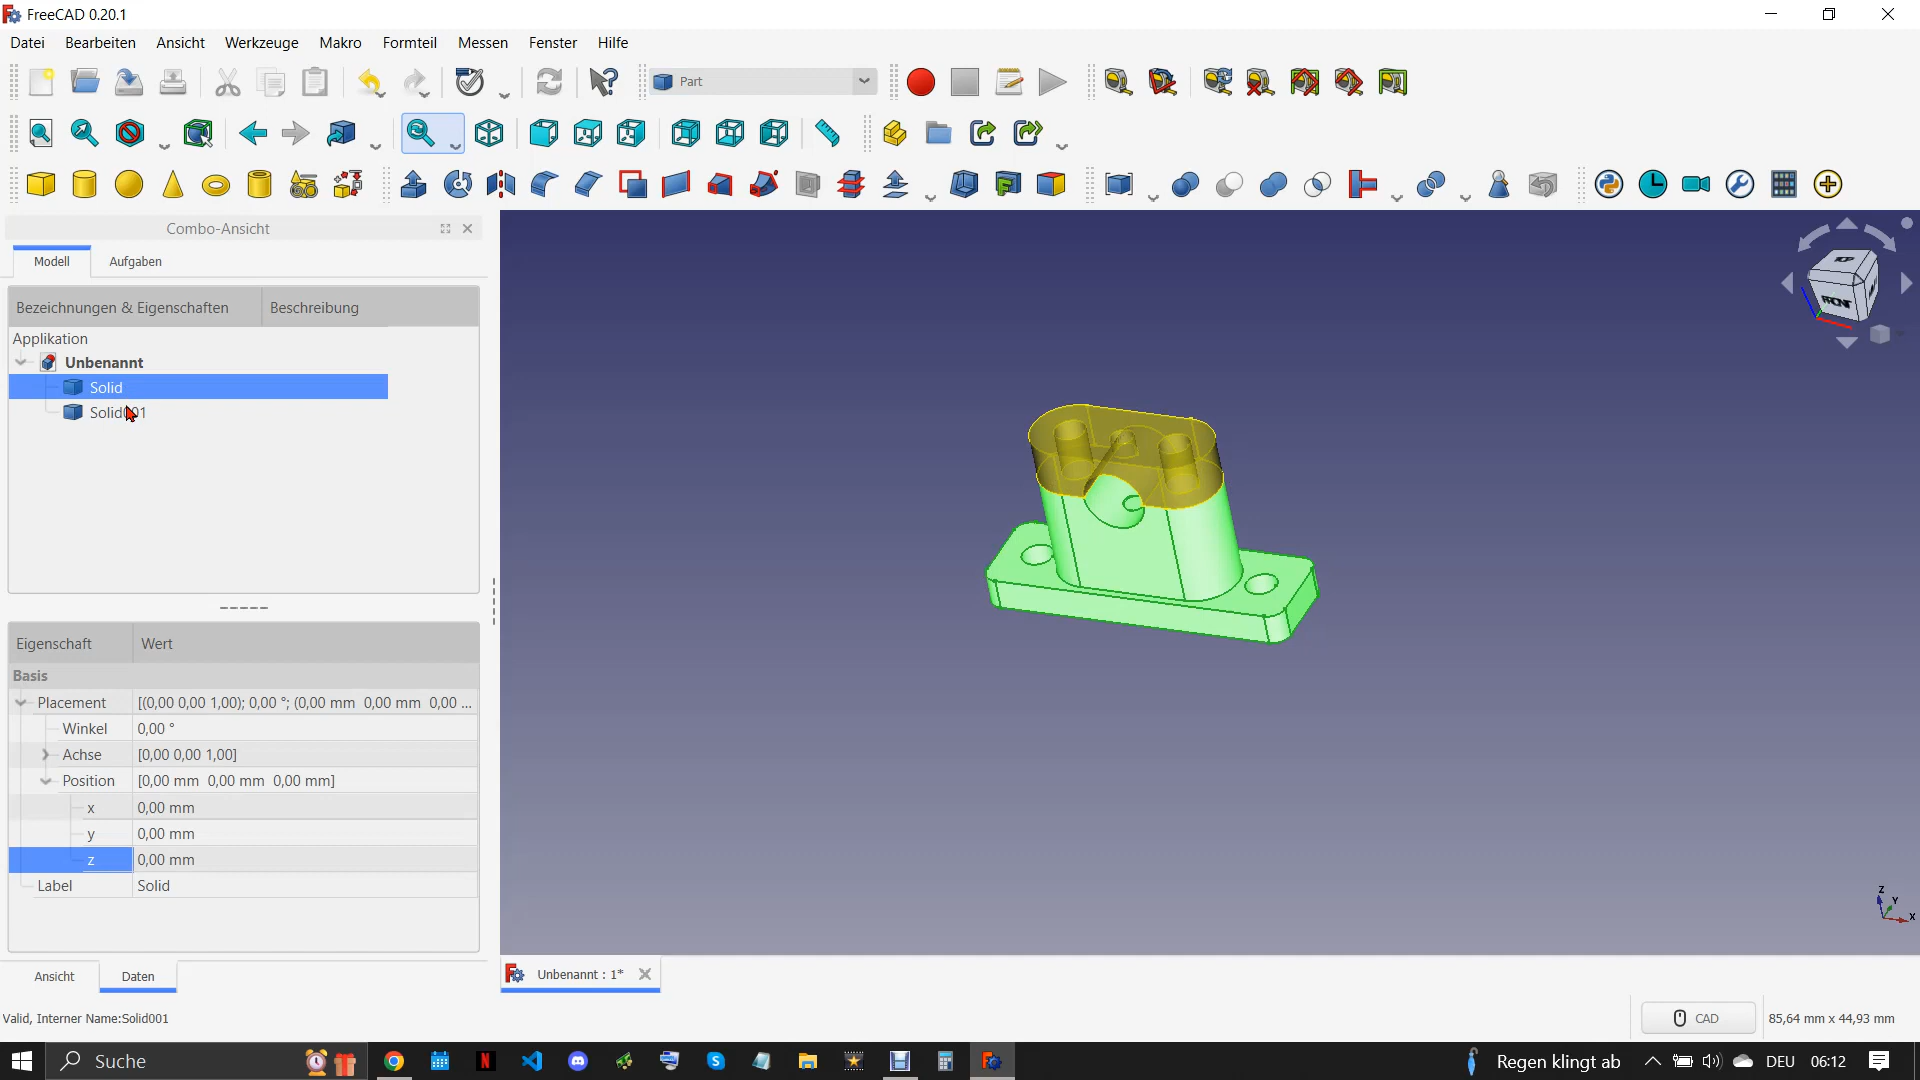 FreeCAD 0.20.1
Datei Bearbeiten Ansicht Werkzeuge Makro Formteil Messen Fenster Hilfe
Part
Combo-Ansicht
Modell Aufgaben
Bezeichnungen & Eigenschaften Beschreibung
Applikation
Unbenannt
Solid
Solid001
TOP
FRONT
Eigenschaft Wert
Basis
Placement [(0,00 0,00 1,00); 0,00 °; (0,00 mm 0,00 mm 0,00 ...
Winkel 0,00 °
Achse [0,00 0,00 1,00]
Position [0,00 mm 0,00 mm 0,00 mm]
x 0,00 mm
y 0,00 mm
z 0,00 mm
Label Solid
Z
Y
X
Ansicht Daten
Unbenannt : 1*
Valid, Interner Name:Solid001
CAD 85,64 mm x 44,93 mm
Suche
Regen klingt ab DEU 06:12